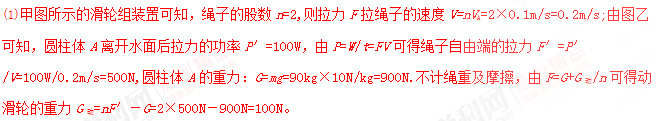 ⑴甲图所示的滑轮组装置可知，绳子的股数 n=2,则拉力 F 拉绳子的速度 V=nVₐ=2×0.1m/s=0.2m/s;由图乙
可知，圆柱体 A 离开水面后拉力的功率 P′=100W，由 P=W/t=FV 可得绳子自由端的拉力 F′=P′
/V=100W/0.2m/s=500N,圆柱体 A 的重力：G=mg=90kg×10N/kg=900N.不计绳重及摩擦，由 F=G+G动/n 可得动
滑轮的重力 G动=nF′－G=2×500N－900N=100N。